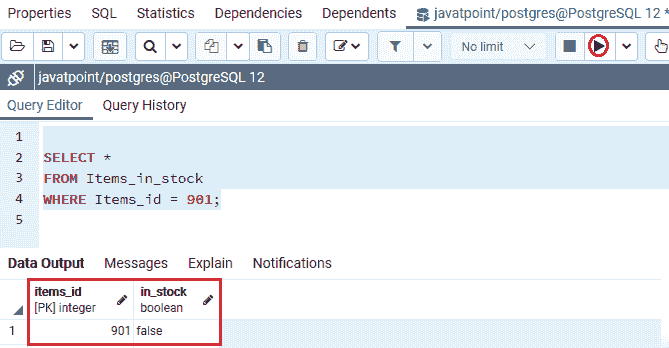 Properties SQL Statistics Dependencies Dependents javatpoint/postgres@PostgreSQL 12 *
No limit
javatpoint/postgres@PostgreSQL 12
Query Editor Query History
1
2 SELECT *
3 FROM Items_in_stock
4 WHERE Items_id = 901;
5
Data Output Messages Explain Notifications
items_id in_stock
[PK] integer boolean
1 901 false